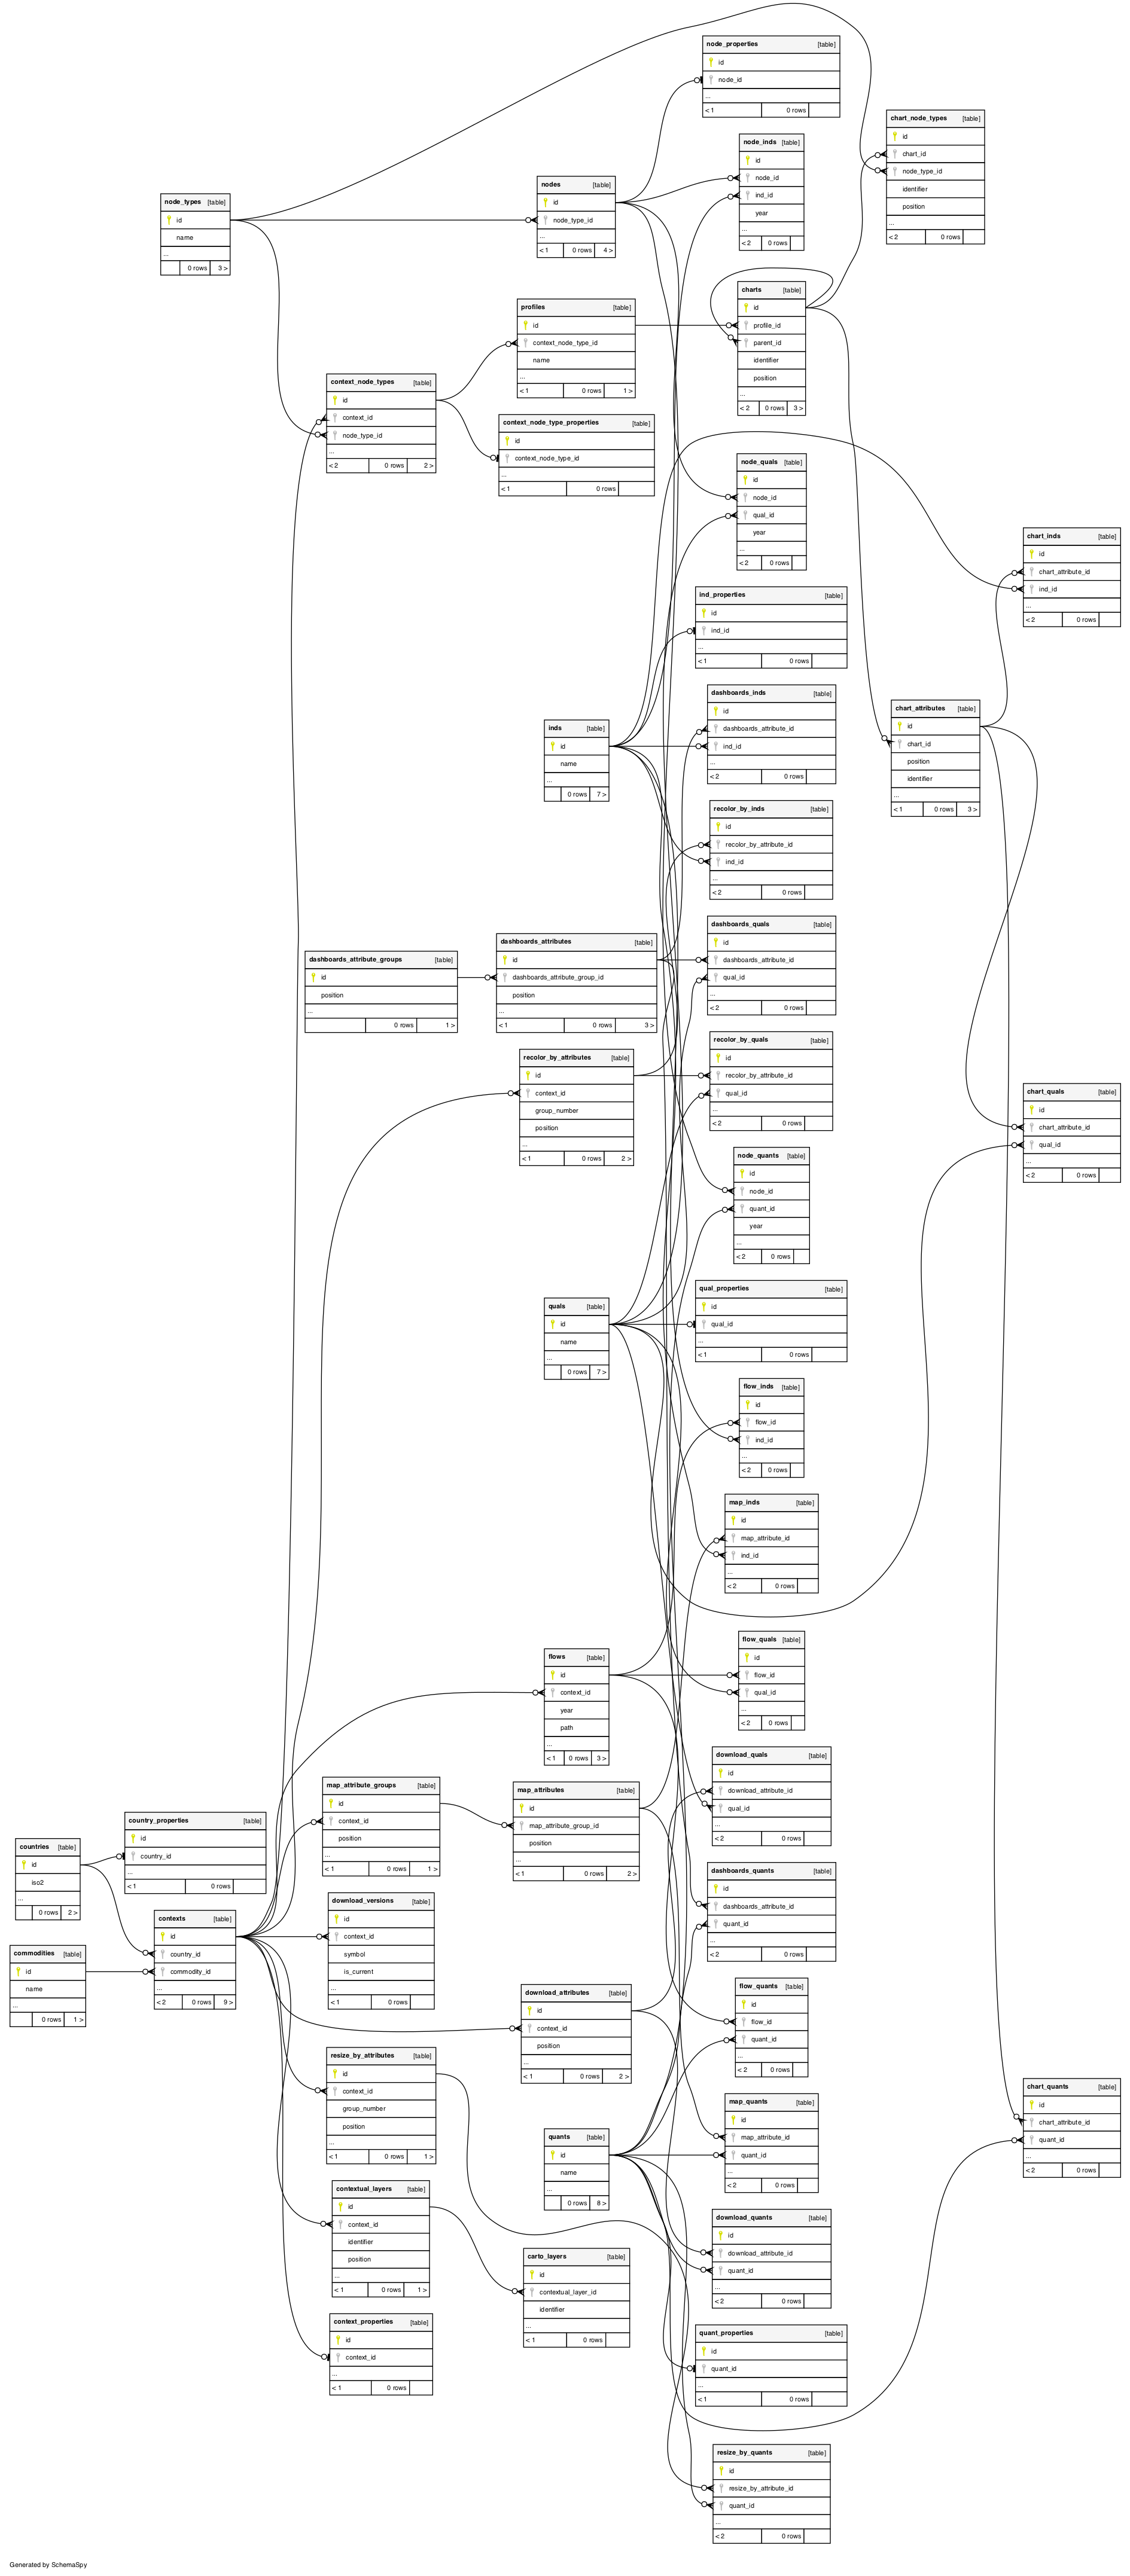 node_properties [table]
id
node_id
...
< 1 0 rows
chart_node_types [table]
id
chart_id
node_type_id
identifier
position
...
< 2 0 rows
node_inds [table]
id
node_id
ind_id
year
...
< 2 0 rows
nodes [table]
id
node_type_id
...
< 1 0 rows 4 >
node_types [table]
id
name
...
0 rows 3 >
charts [table]
id
profile_id
parent_id
identifier
position
...
< 2 0 rows 3 >
profiles [table]
id
context_node_type_id
name
...
< 1 0 rows 1 >
context_node_types [table]
id
context_id
node_type_id
...
< 2 0 rows 2 >
context_node_type_properties [table]
id
context_node_type_id
...
< 1 0 rows
node_quals [table]
id
node_id
qual_id
year
...
< 2 0 rows
chart_inds [table]
id
chart_attribute_id
ind_id
...
< 2 0 rows
ind_properties [table]
id
ind_id
...
< 1 0 rows
dashboards_inds [table]
id
dashboards_attribute_id
ind_id
...
< 2 0 rows
chart_attributes [table]
id
chart_id
position
identifier
...
< 1 0 rows 3 >
inds [table]
id
name
...
0 rows 7 >
recolor_by_inds [table]
id
recolor_by_attribute_id
ind_id
...
< 2 0 rows
dashboards_quals [table]
id
dashboards_attribute_id
qual_id
...
< 2 0 rows
dashboards_attributes [table]
id
dashboards_attribute_group_id
position
...
< 1 0 rows 3 >
dashboards_attribute_groups [table]
id
position
...
0 rows 1 >
recolor_by_quals [table]
id
recolor_by_attribute_id
qual_id
...
< 2 0 rows
recolor_by_attributes [table]
id
context_id
group_number
position
...
< 1 0 rows 2 >
chart_quals [table]
id
chart_attribute_id
qual_id
...
< 2 0 rows
node_quants [table]
id
node_id
quant_id
year
...
< 2 0 rows
qual_properties [table]
id
qual_id
...
< 1 0 rows
quals [table]
id
name
...
0 rows 7 >
flow_inds [table]
id
flow_id
ind_id
...
< 2 0 rows
map_inds [table]
id
map_attribute_id
ind_id
...
< 2 0 rows
flow_quals [table]
id
flow_id
qual_id
...
< 2 0 rows
flows [table]
id
context_id
year
path
...
< 1 0 rows 3 >
download_quals [table]
id
download_attribute_id
qual_id
...
< 2 0 rows
map_attribute_groups [table]
id
context_id
position
...
< 1 0 rows 1 >
map_attributes [table]
id
map_attribute_group_id
position
...
< 1 0 rows 2 >
country_properties [table]
id
country_id
...
< 1 0 rows
countries [table]
id
iso2
...
0 rows 2 >
dashboards_quants [table]
id
dashboards_attribute_id
quant_id
...
< 2 0 rows
download_versions [table]
id
context_id
symbol
is_current
...
< 1 0 rows
contexts [table]
id
country_id
commodity_id
...
< 2 0 rows 9 >
commodities [table]
id
name
...
0 rows 1 >
flow_quants [table]
id
flow_id
quant_id
...
< 2 0 rows
download_attributes [table]
id
context_id
position
...
< 1 0 rows 2 >
resize_by_attributes [table]
id
context_id
group_number
position
...
< 1 0 rows 1 >
chart_quants [table]
id
chart_attribute_id
quant_id
...
< 2 0 rows
map_quants [table]
id
map_attribute_id
quant_id
...
< 2 0 rows
quants [table]
id
name
...
0 rows 8 >
contextual_layers [table]
id
context_id
identifier
position
...
< 1 0 rows 1 >
download_quants [table]
id
download_attribute_id
quant_id
...
< 2 0 rows
carto_layers [table]
id
contextual_layer_id
identifier
...
< 1 0 rows
context_properties [table]
id
context_id
...
< 1 0 rows
quant_properties [table]
id
quant_id
...
< 1 0 rows
resize_by_quants [table]
id
resize_by_attribute_id
quant_id
...
< 2 0 rows
Generated by SchemaSpy